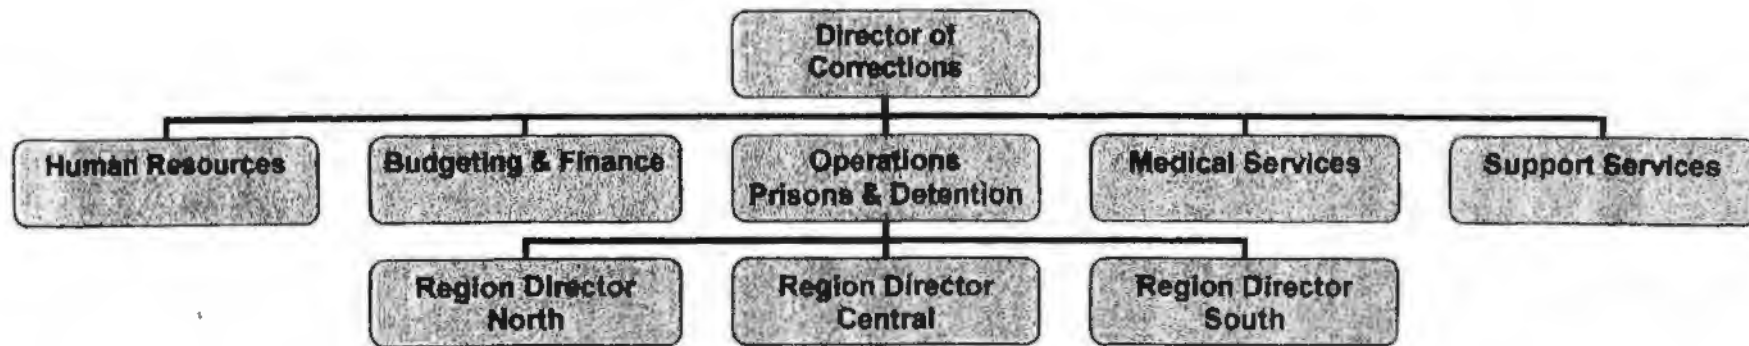 Director of
Corrections
Human Resources
Budgeting & Finance
Operations
Prisons & Detention
Medical Services
Support Services
Region Director
North
Region Director
Central
Region Director
South